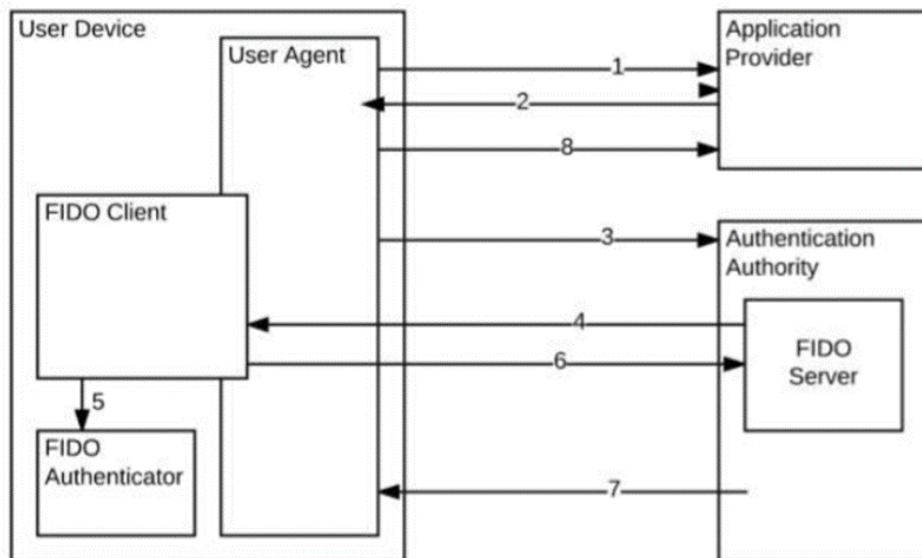 User Device
User Agent
Application
Provider
1
2
8
FIDO Client
3
Authentication
Authority
4
FIDO
Server
6
5
FIDO
Authenticator
7